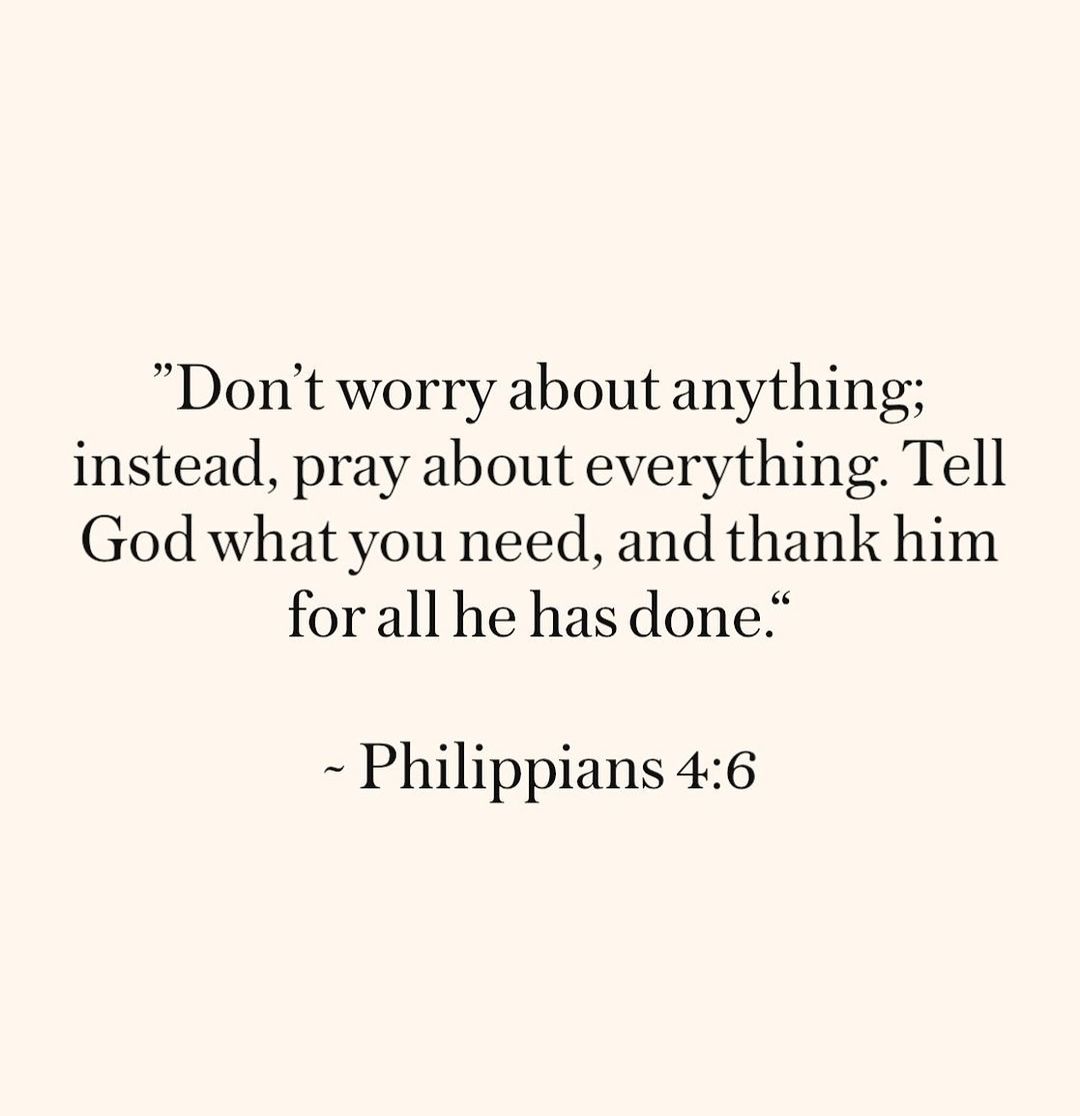 ”Don’t worry about anything;
instead, pray about everything. Tell
God what you need, and thank him
for all he has done.“
~ Philippians 4:6